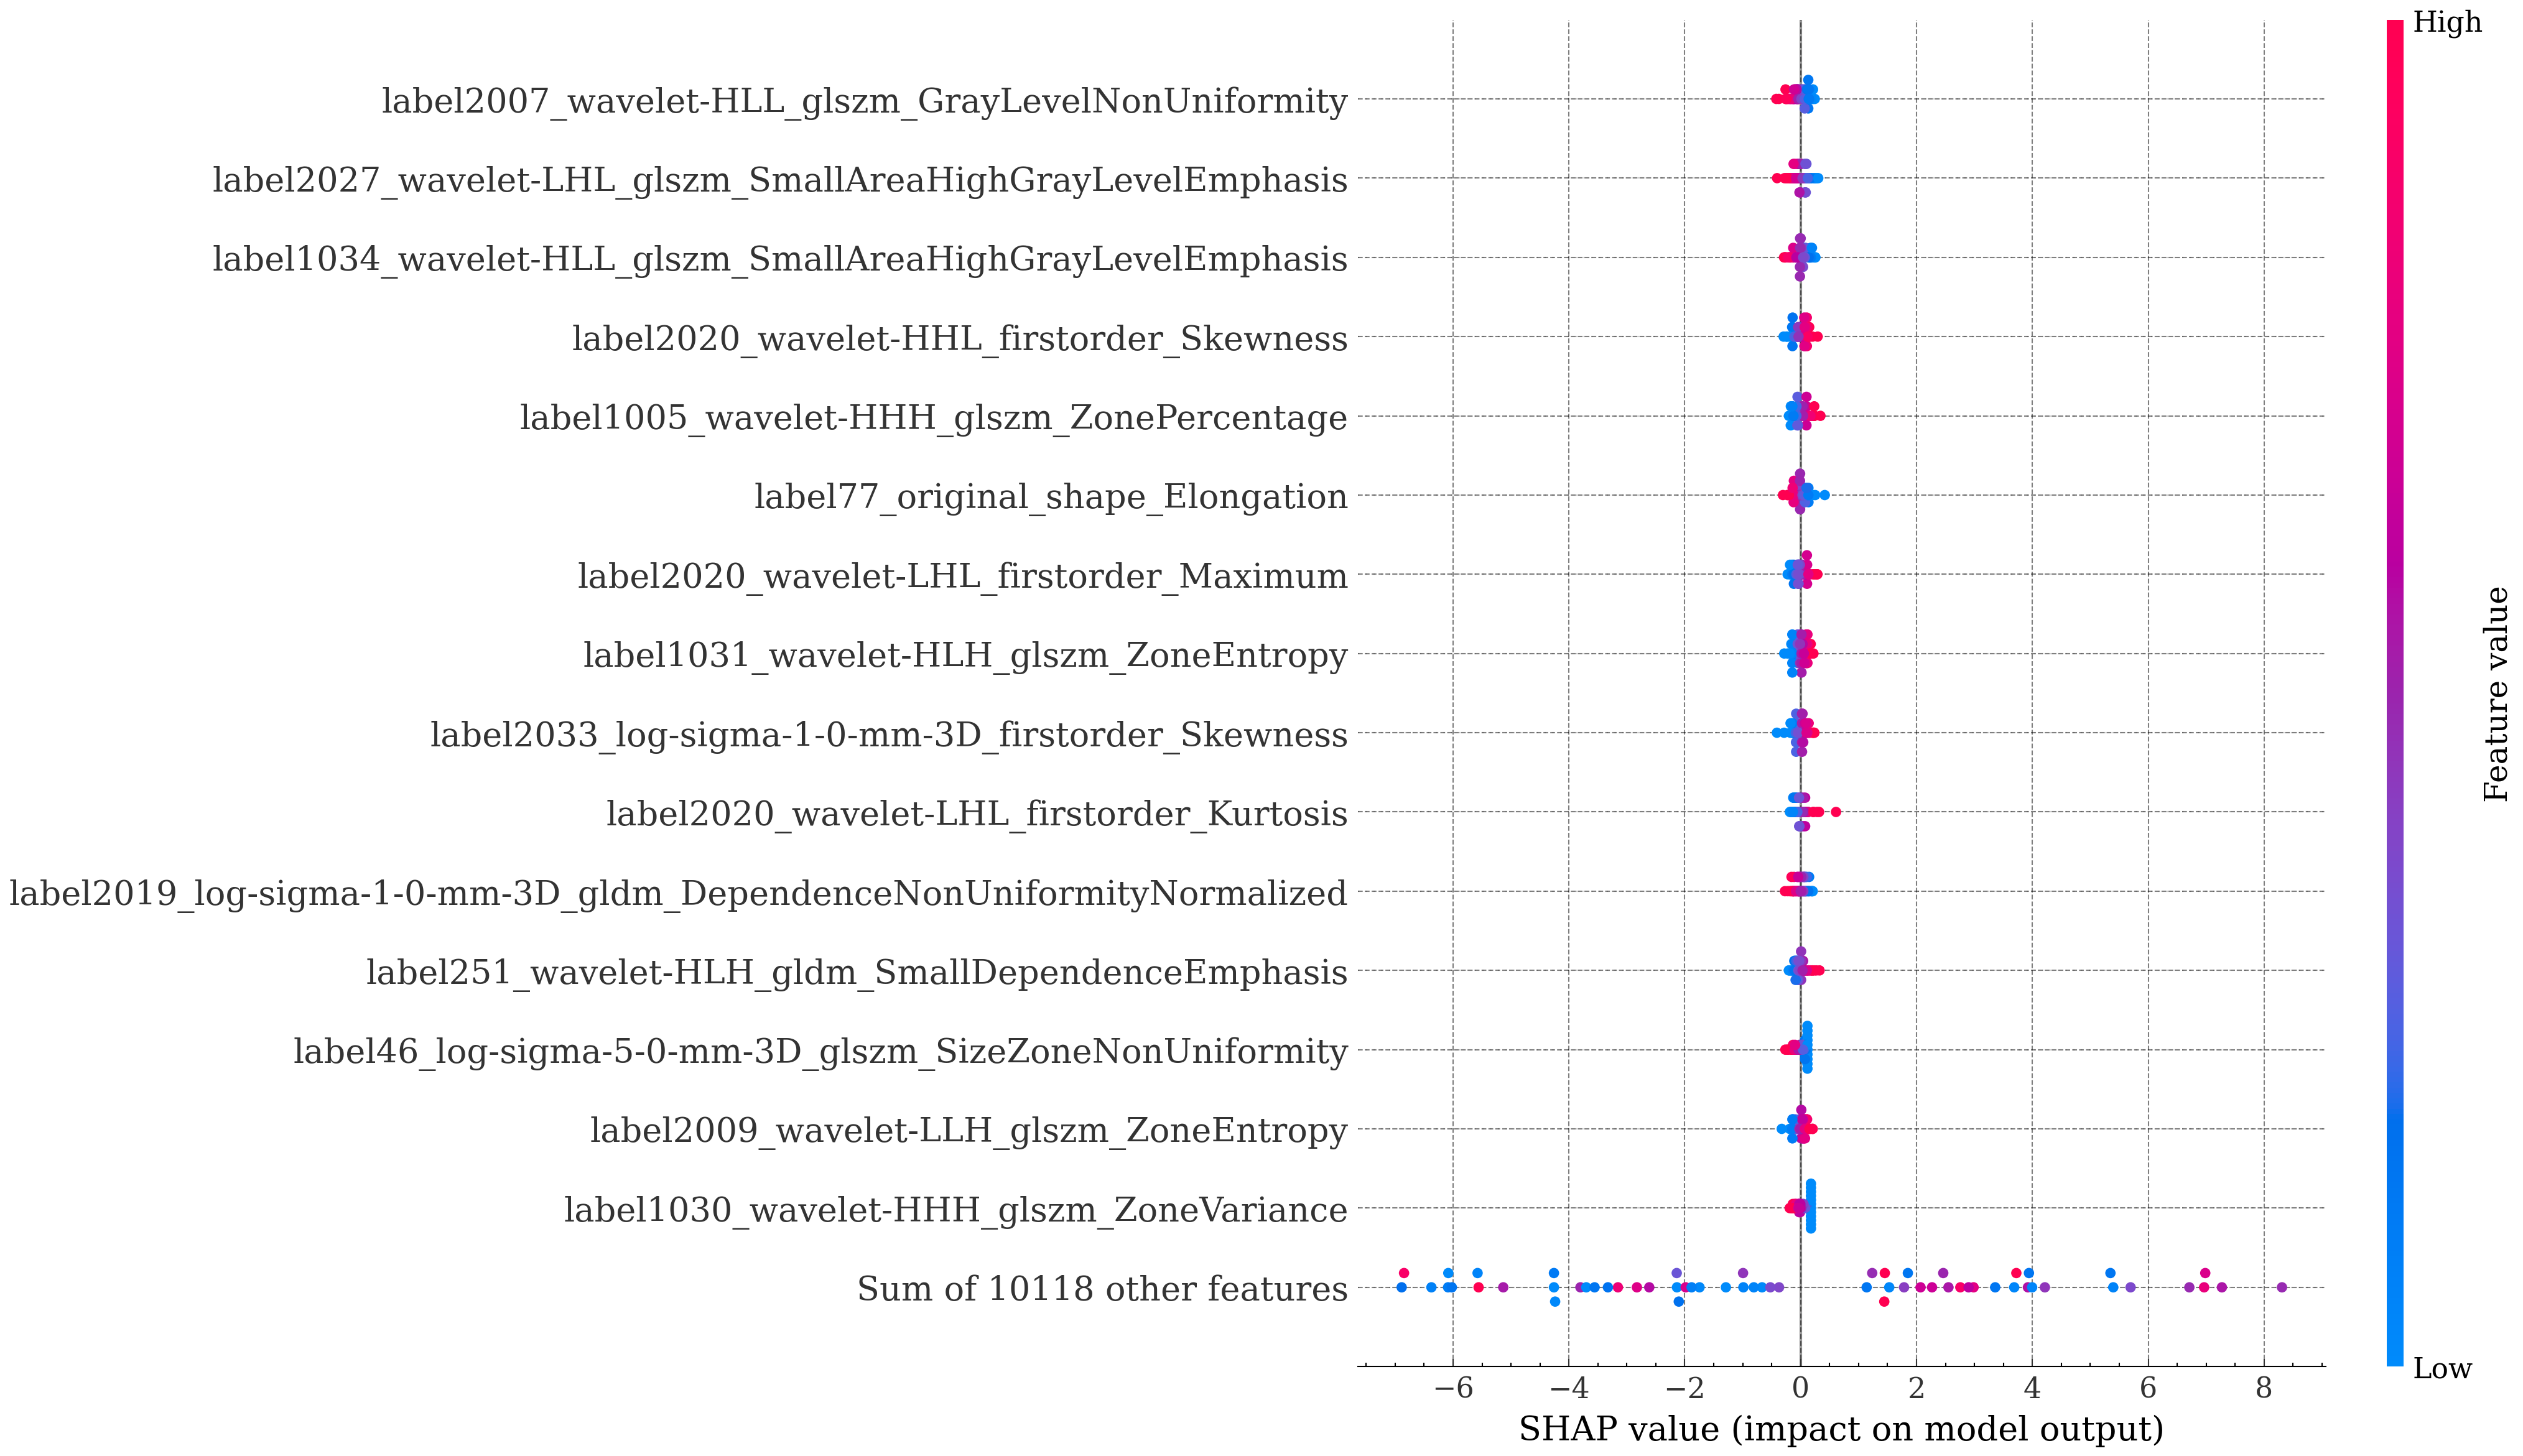 High
label2007_wavelet-HLL_glszm_GrayLevelNonUniformity
label2027_wavelet-LHL_glszm_SmallAreaHighGrayLevelEmphasis
label1034_wavelet-HLL_glszm_SmallAreaHighGrayLevelEmphasis
label2020_wavelet-HHL_firstorder_Skewness
label1005_wavelet-HHH_glszm_ZonePercentage
label77_original_shape_Elongation
label2020_wavelet-LHL_firstorder_Maximum
label1031_wavelet-HLH_glszm_ZoneEntropy
label2033_log-sigma-1-0-mm-3D_firstorder_Skewness
label2020_wavelet-LHL_firstorder_Kurtosis
label2019_log-sigma-1-0-mm-3D_gldm_DependenceNonUniformityNormalized
label251_wavelet-HLH_gldm_SmallDependenceEmphasis
label46_log-sigma-5-0-mm-3D_glszm_SizeZoneNonUniformity
label2009_wavelet-LLH_glszm_ZoneEntropy
label1030_wavelet-HHH_glszm_ZoneVariance
Sum of 10118 other features
Feature value
Low
−6 −4 −2 0 2 4 6 8
SHAP value (impact on model output)